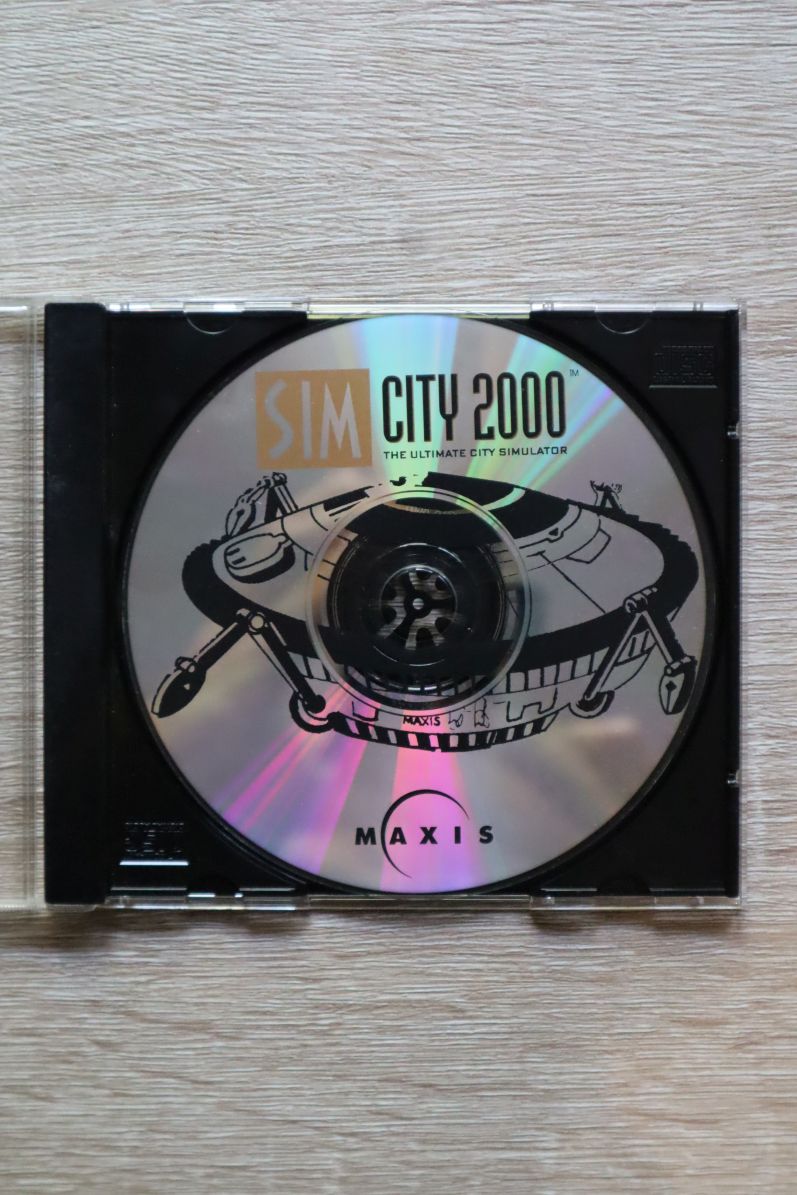 SIM CITY 2000™
THE ULTIMATE CITY SIMULATOR
MAXIS
MAXIS